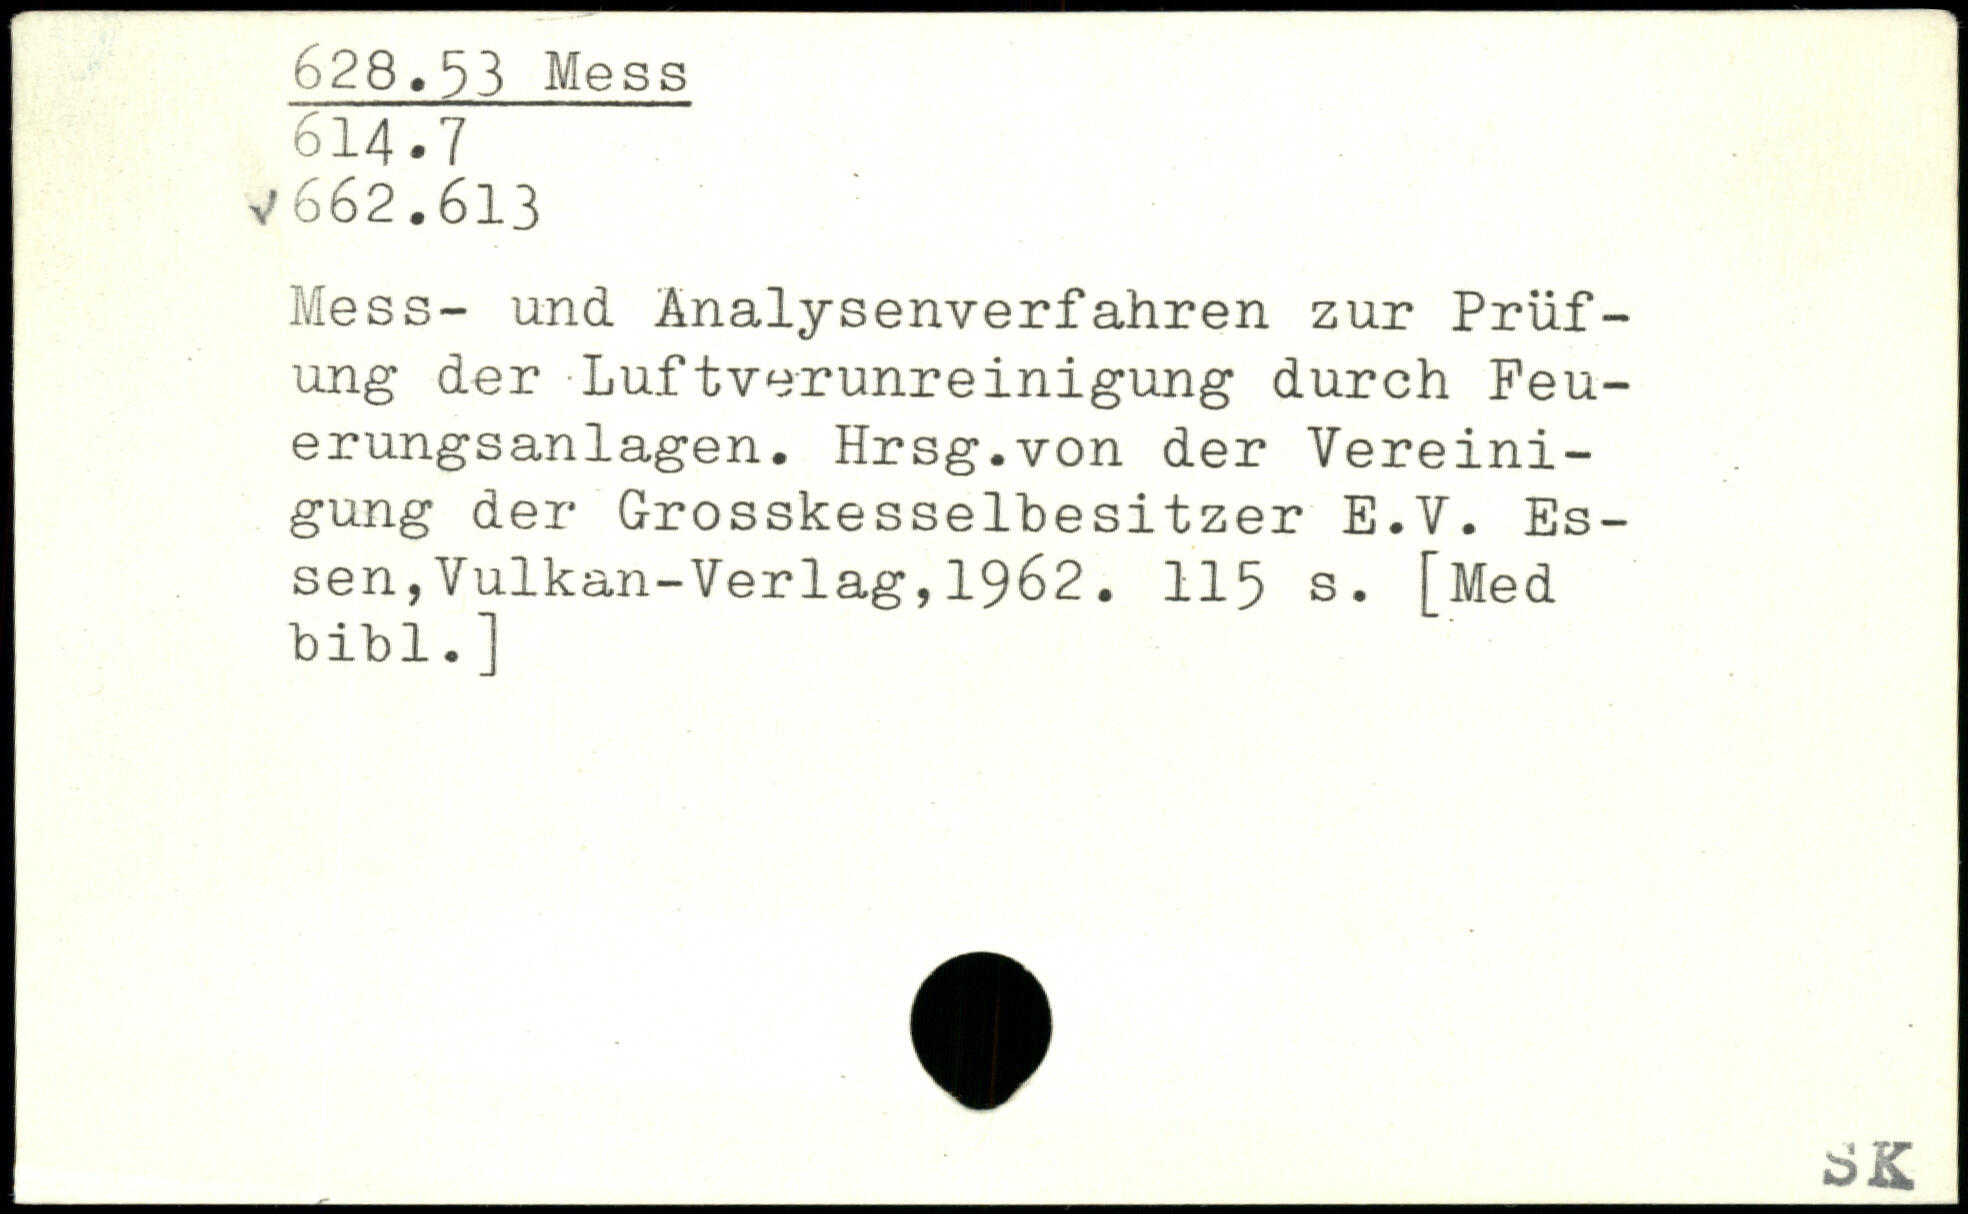 628.53 Mess
614.7
✓662.613
Mess- und Analysenverfahren zur Prüf-
ung der Luftverunreinigung durch Feu-
erungsanlagen. Hrsg.von der Vereini-
gung der Grosskesselbesitzer E.V. Es-
sen,Vulkan-Verlag,1962. 115 s. [Med
bibl.]
SK